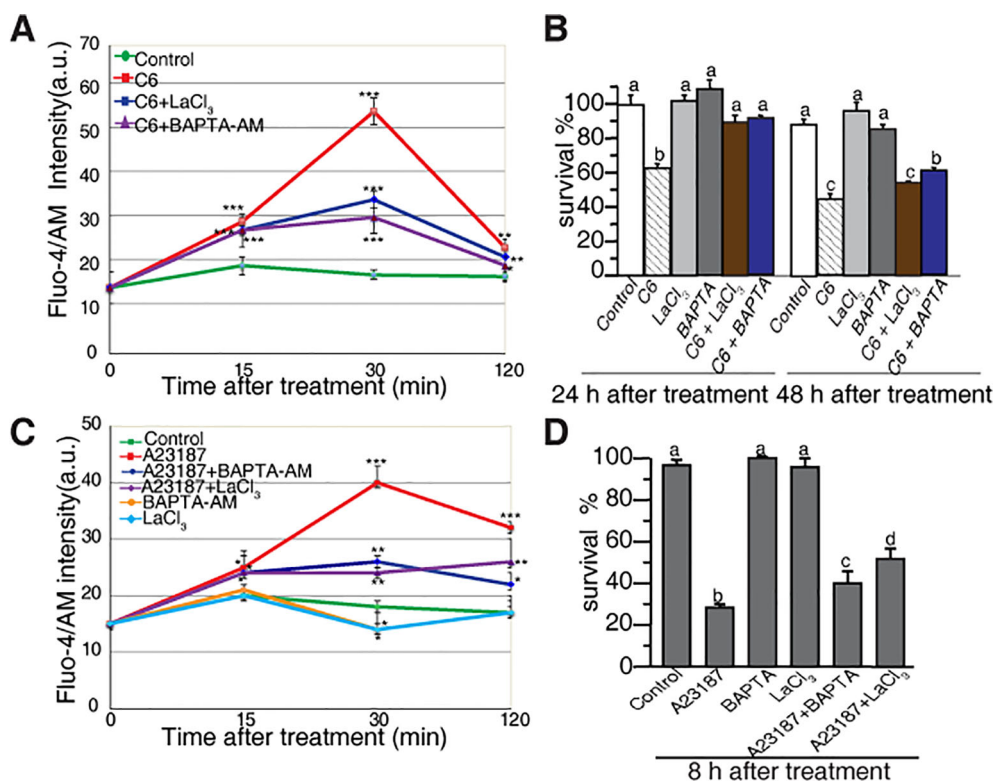 A
Fluo-4/AM Intensity(a.u.)
70
60
50
40
30
20
10
0
Control
C6
C6+LaCl3
C6+BAPTA-AM
***
***
***
***
***
***
**
**
*
0 15 30 120
Time after treatment (min)
B
survival %
100
80
60
40
20
0
a b a a a a a c a a c b
Control
C6
LaCl3
BAPTA
C6 + LaCl3
C6 + BAPTA
Control
C6
LaCl3
BAPTA
C6 + LaCl3
C6 + BAPTA
24 h after treatment 48 h after treatment
C
Fluo-4/AM intensity(a.u.)
50
40
30
20
10
0
Control
A23187
A23187+BAPTA-AM
A23187+LaCl3
BAPTA-AM
LaCl3
***
***
**
**
**
*
0 15 30 120
Time after treatment (min)
D
survival %
100
80
60
40
20
0
a b a a c d
Control
A23187
BAPTA
LaCl3
A23187+BAPTA
A23187+LaCl3
8 h after treatment